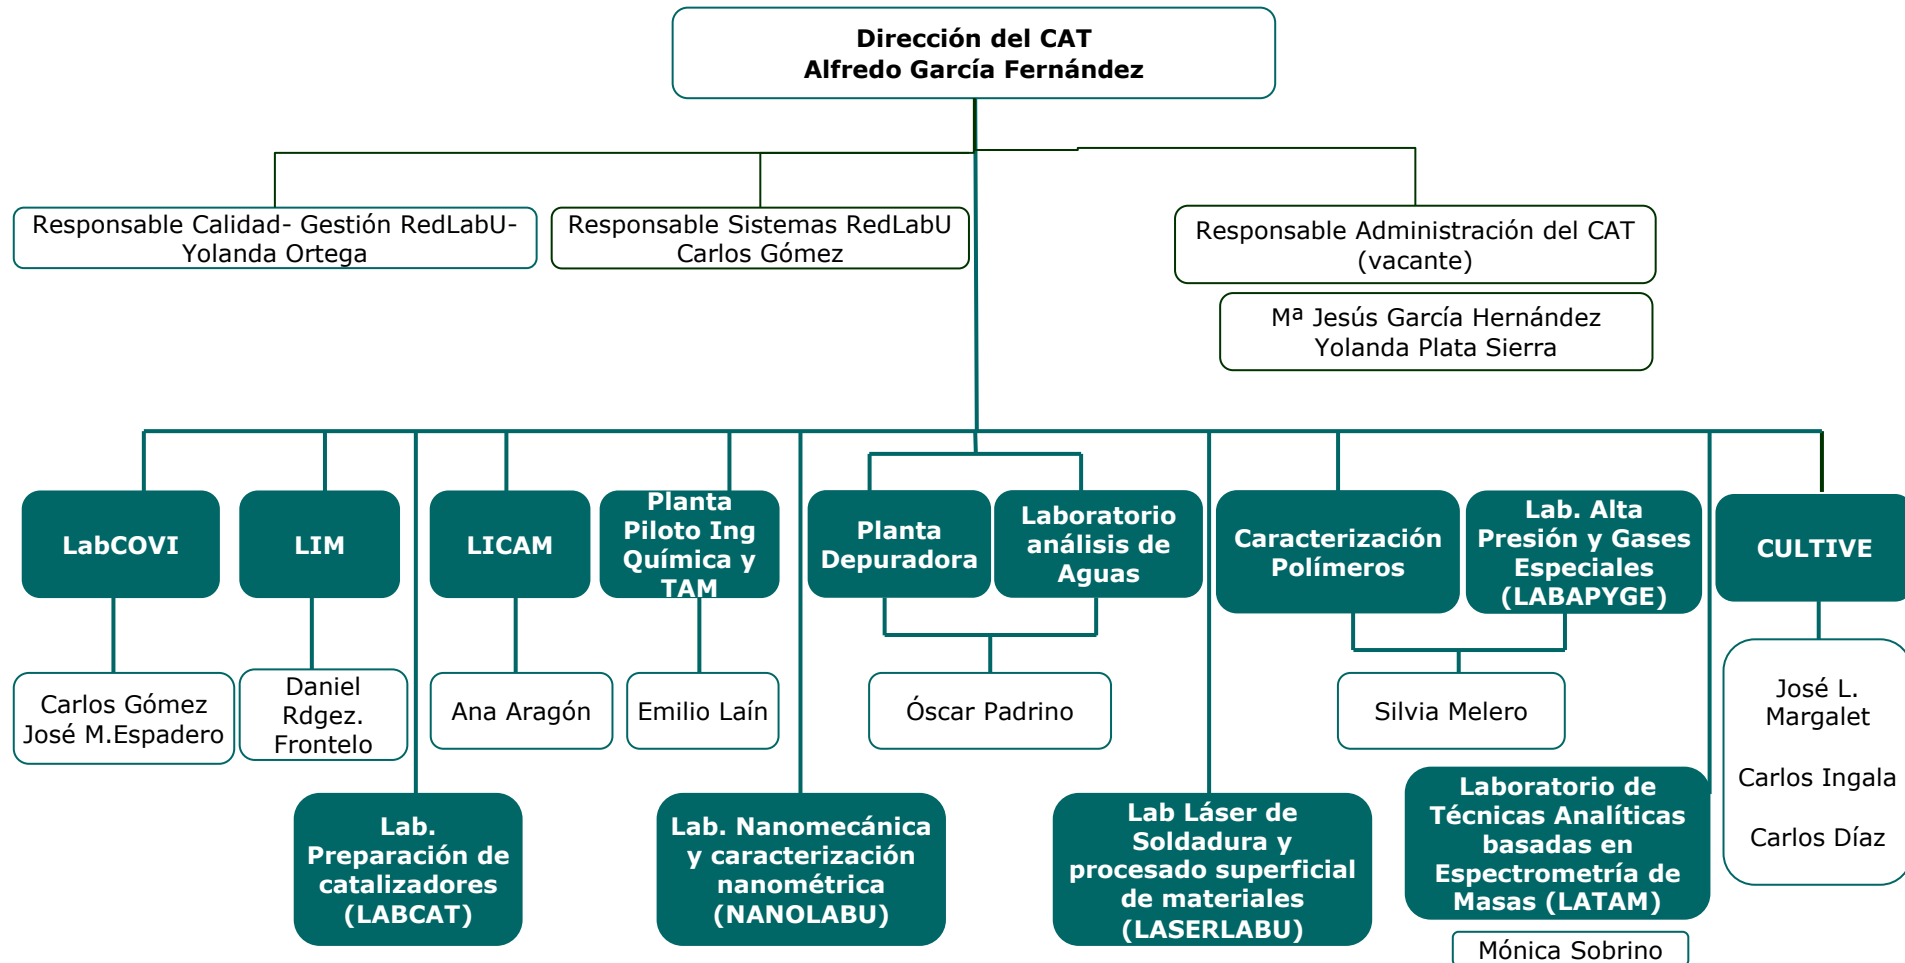 Dirección del CAT
Alfredo García Fernández
Responsable Calidad- Gestión RedLabU-
Yolanda Ortega
Responsable Sistemas RedLabU
Carlos Gómez
Responsable Administración del CAT
(vacante)
Mª Jesús García Hernández
Yolanda Plata Sierra
LabCOVI
LIM
LICAM
Planta
Piloto Ing
Química y
TAM
Planta
Depuradora
Laboratorio
análisis de
Aguas
Caracterización
Polímeros
Lab. Alta
Presión y Gases
Especiales
(LABAPYGE)
CULTIVE
Carlos Gómez
José M.Espadero
Daniel
Rdgez.
Frontelo
Ana Aragón
Emilio Laín
Óscar Padrino
Silvia Melero
José L.
Margalet
Carlos Ingala
Carlos Díaz
Lab.
Preparación de
catalizadores
(LABCAT)
Lab. Nanomecánica
y caracterización
nanométrica
(NANOLABU)
Lab Láser de
Soldadura y
procesado superficial
de materiales
(LASERLABU)
Laboratorio de
Técnicas Analíticas
basadas en
Espectrometría de
Masas (LATAM)
Mónica Sobrino